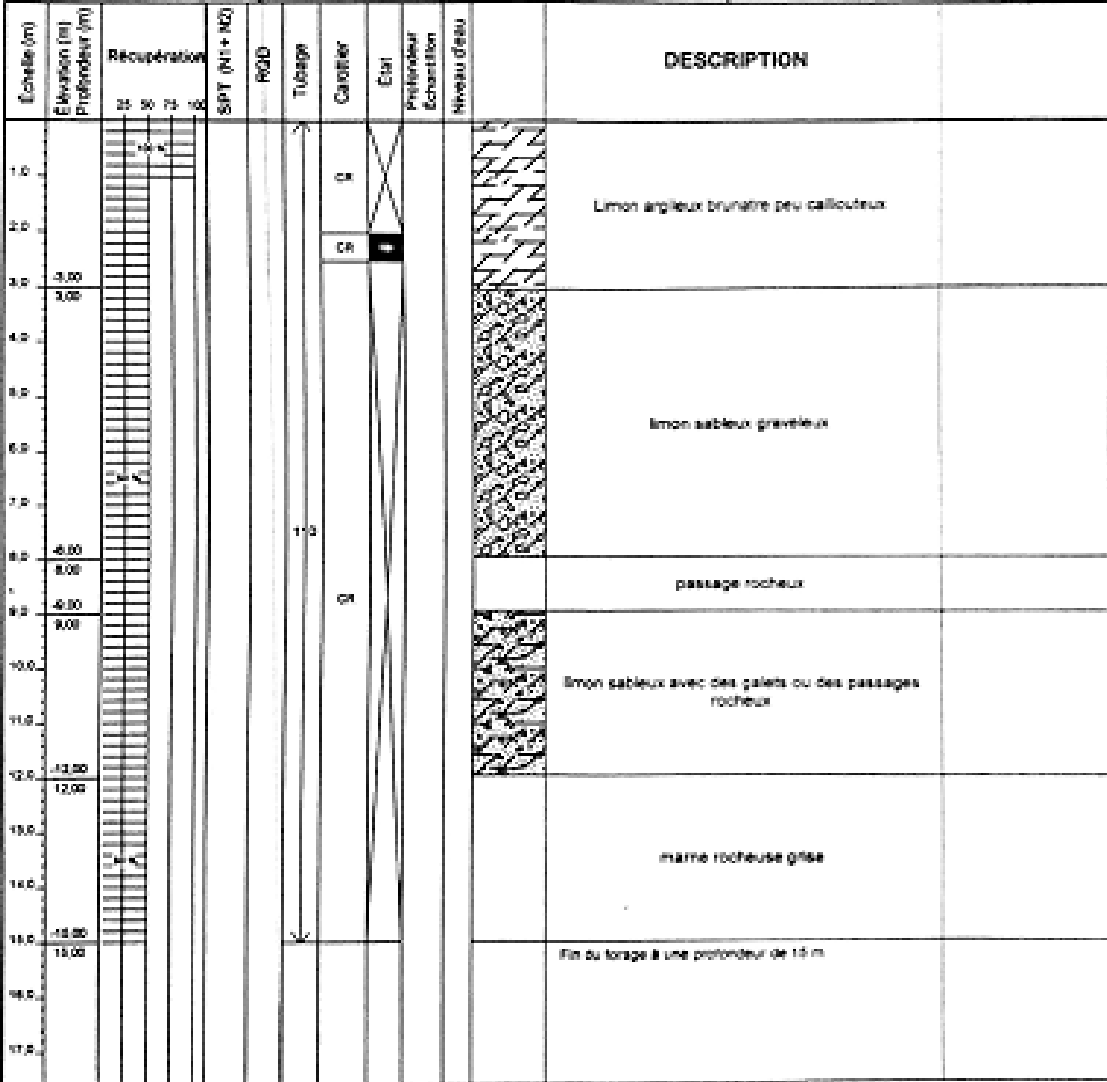 Échelle (m)
Élévation (m)
Profondeur (m)
Récupération
25 50 75 100
SPT (N1 + N2)
RQD
Tubage
Carottier
État
Profondeur
Échantillon
Niveau d'eau
DESCRIPTION
1.0
CR
Limon argileux brunatre peu caillouteux
2.0
CR
3.0
-3,00
3,00
4.0
5.0
limon sableux graveleux
6.0
7.0
8.0
8,00
passage rocheux
9.0
-9,00
9,00
CR
10.0
limon sableux avec des galets ou des passages
rocheux
11.0
12.0
-12,00
12,00
13.0
marne rocheuse grise
14.0
15.0
-15,00
15,00
Fin du forage à une profondeur de 15 m
16.0
17.0